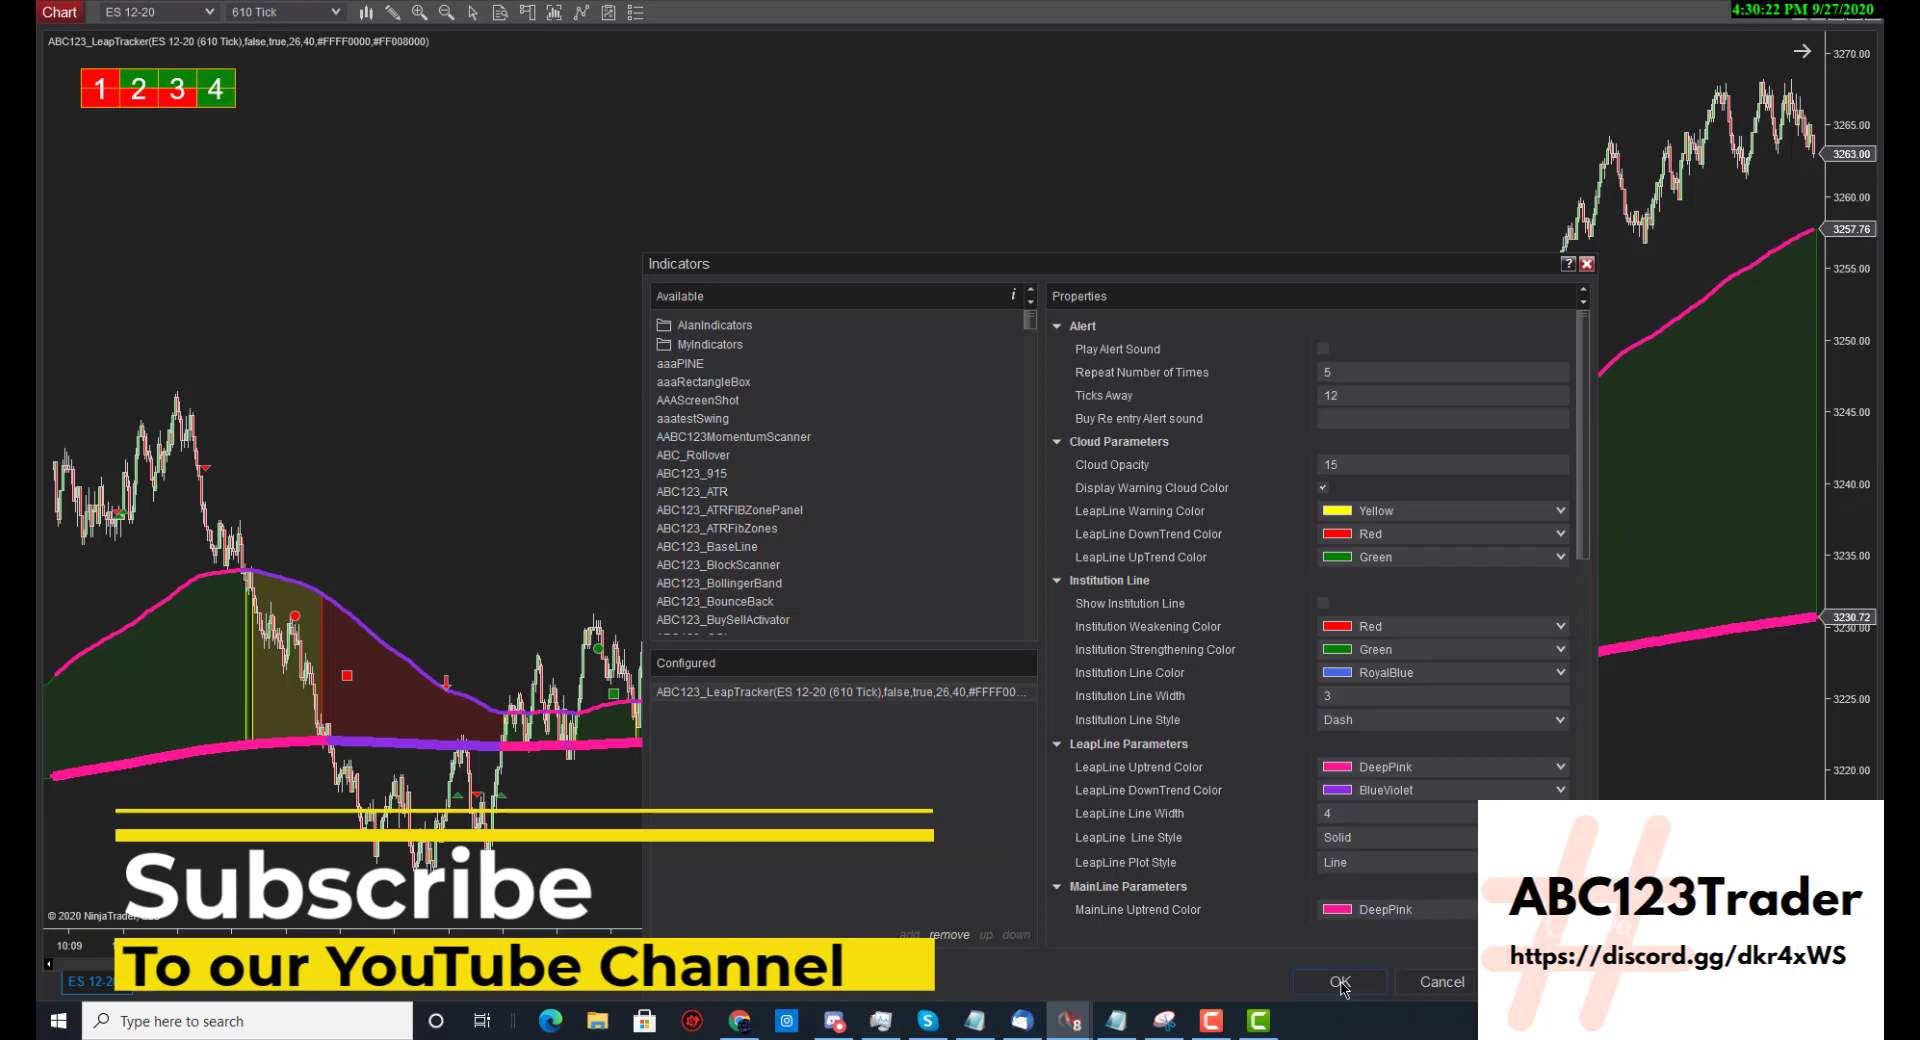 Chart ES 12-20 610 Tick 4:30:22 PM 9/27/2020
ABC123_LeapTracker(ES 12-20 (610 Tick),false,true,26,40,#FFFF0000,#FF008000)
1 2 3 4
3270.00
3265.00
3263.00
3260.00
3257.76
3255.00
3250.00
3245.00
3240.00
3235.00
3230.72
3230.00
3225.00
3220.00
Indicators ?
Available i
AlanIndicators
MyIndicators
aaaPINE
aaaRectangleBox
AAAScreenShot
aaatestSwing
AABC123MomentumScanner
ABC_Rollover
ABC123_915
ABC123_ATR
ABC123_ATRFIBZonePanel
ABC123_ATRFibZones
ABC123_BaseLine
ABC123_BlockScanner
ABC123_BollingerBand
ABC123_BounceBack
ABC123_BuySellActivator
Configured
ABC123_LeapTracker(ES 12-20 (610 Tick),false,true,26,40,#FFFF00...
add remove up down
Properties
Alert
Play Alert Sound
Repeat Number of Times 5
Ticks Away 12
Buy Re entry Alert sound
Cloud Parameters
Cloud Opacity 15
Display Warning Cloud Color
LeapLine Warning Color Yellow
LeapLine DownTrend Color Red
LeapLine UpTrend Color Green
Institution Line
Show Institution Line
Institution Weakening Color Red
Institution Strengthening Color Green
Institution Line Color RoyalBlue
Institution Line Width 3
Institution Line Style Dash
LeapLine Parameters
LeapLine Uptrend Color DeepPink
LeapLine DownTrend Color BlueViolet
LeapLine Line Width 4
LeapLine Line Style Solid
LeapLine Plot Style Line
MainLine Parameters
MainLine Uptrend Color DeepPink
OK Cancel
© 2020 NinjaTrader,
10:09
ES 12-20
Subscribe
To our YouTube Channel
ABC123Trader
https://discord.gg/dkr4xWS
Type here to search
8